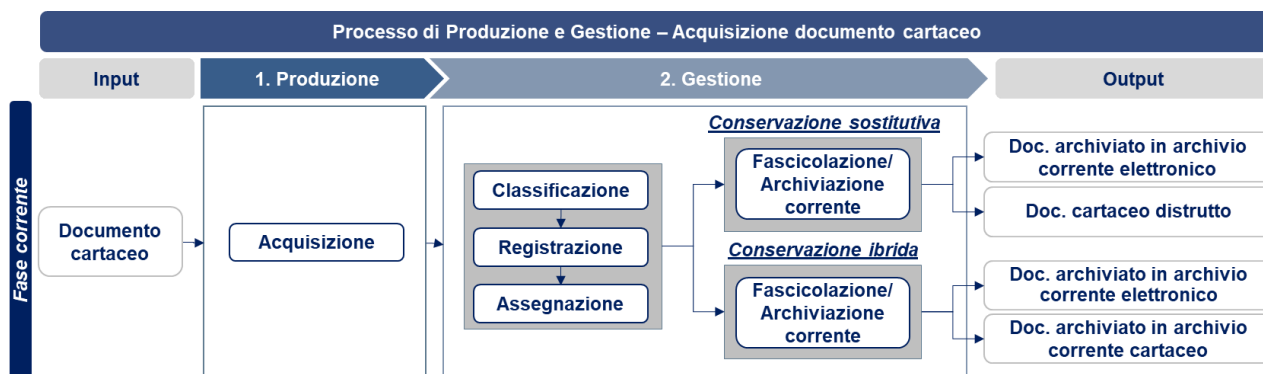 Processo di Produzione e Gestione – Acquisizione documento cartaceo
Input
1. Produzione
2. Gestione
Output
Fase corrente
Documento
cartaceo
Acquisizione
Classificazione
Registrazione
Assegnazione
Conservazione sostitutiva
Fascicolazione/
Archiviazione
corrente
Conservazione ibrida
Fascicolazione/
Archiviazione
corrente
Doc. archiviato in archivio
corrente elettronico
Doc. cartaceo distrutto
Doc. archiviato in archivio
corrente elettronico
Doc. archiviato in archivio
corrente cartaceo